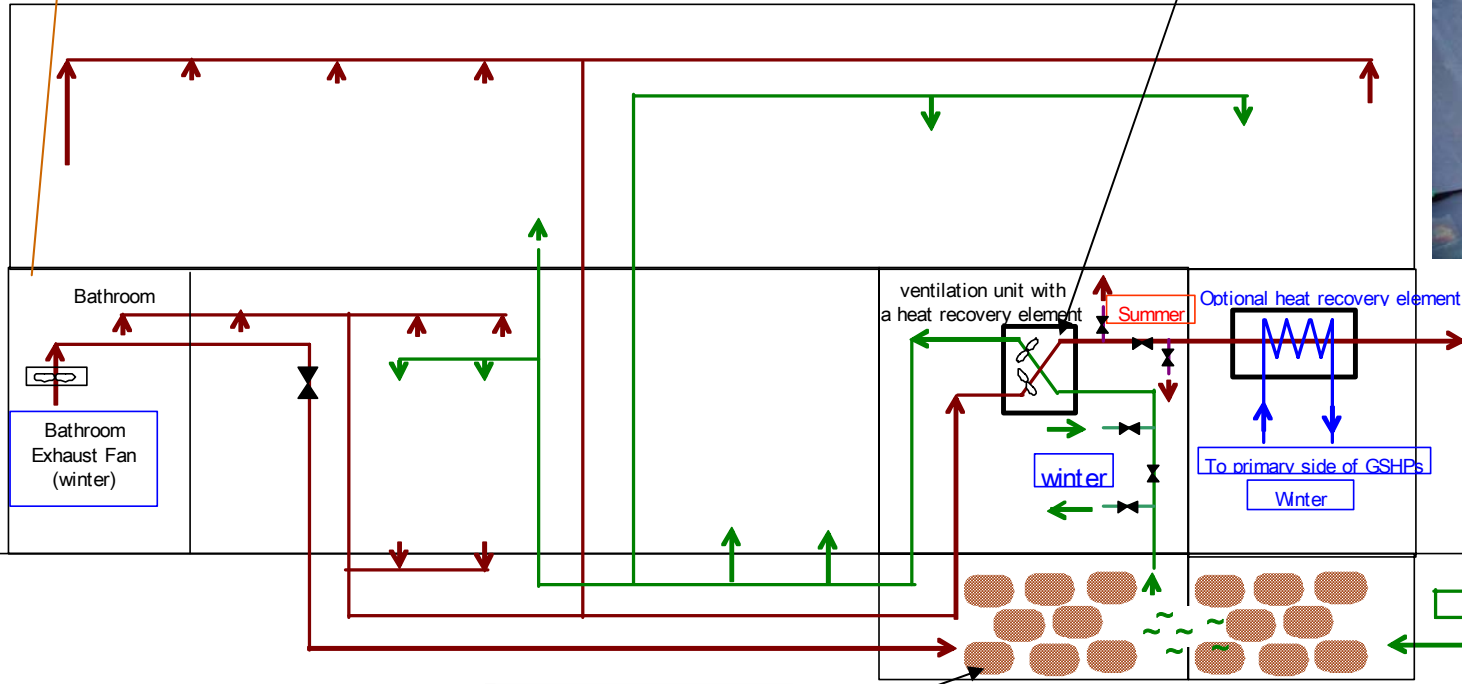 Bathroom
Bathroom
Exhaust Fan
(winter)
ventilation unit with
a heat recovery element
Summer
Optional heat recovery element
winter
To primary side of GSHPs
Winter